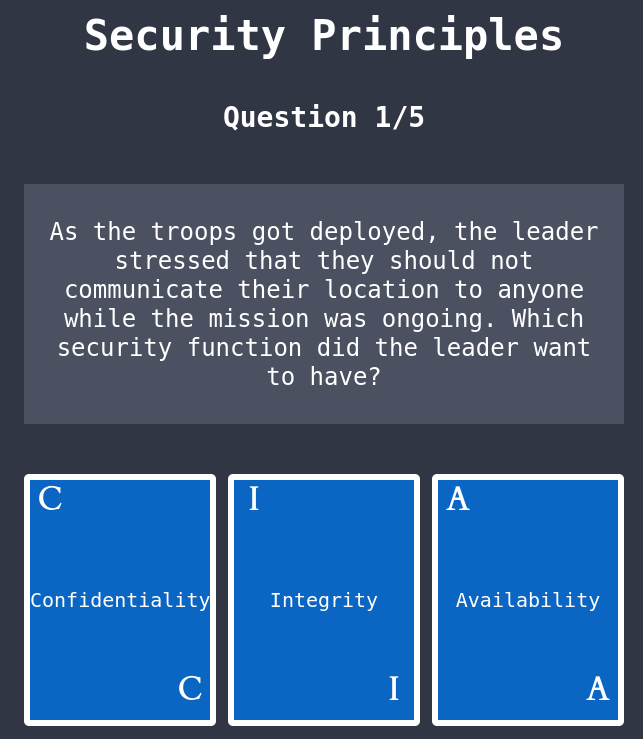 Security Principles
Question 1/5
As the troops got deployed, the leader
stressed that they should not
communicate their location to anyone
while the mission was ongoing. Which
security function did the leader want
to have?
C
Confidentiality
C
I
Integrity
I
A
Availability
A